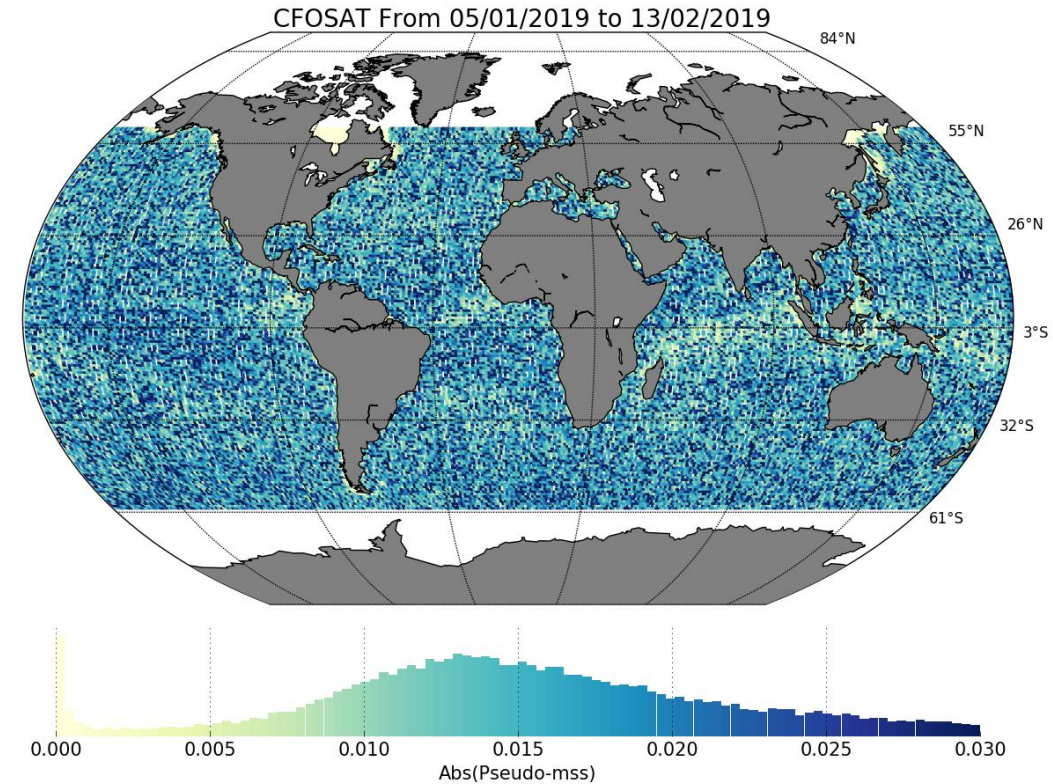 CFOSAT From 05/01/2019 to 13/02/2019
84°N
55°N
26°N
3°S
32°S
61°S
0.000 0.005 0.010 0.015 0.020 0.025 0.030
Abs(Pseudo-mss)